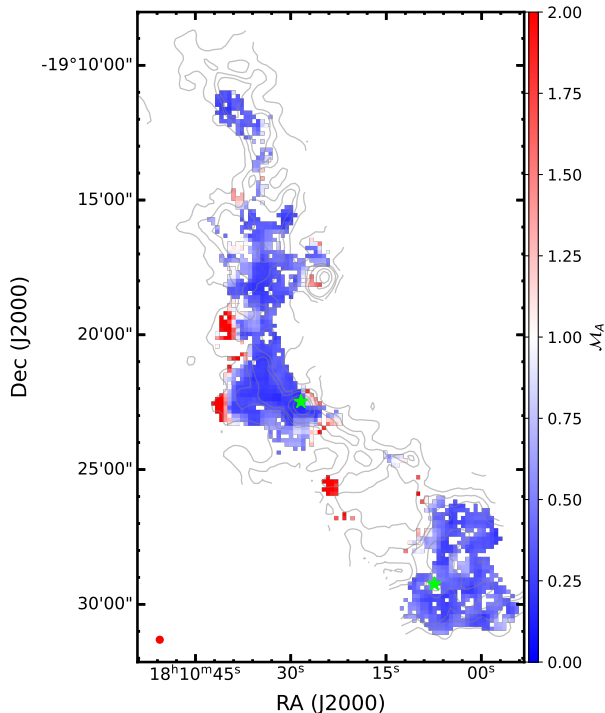 -19°10'00"
15'00"
20'00"
25'00"
30'00"
Dec (J2000)
18ʰ10ᵐ45ˢ
30ˢ
15ˢ
00ˢ
RA (J2000)
2.00
1.75
1.50
1.25
1.00
0.75
0.50
0.25
0.00
ℳ_A